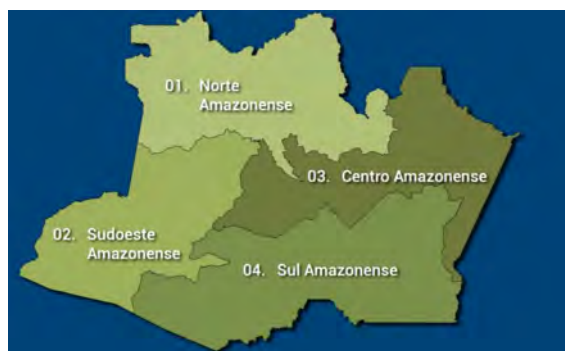 01. Norte
Amazonense
03. Centro Amazonense
02. Sudoeste
Amazonense
04. Sul Amazonense